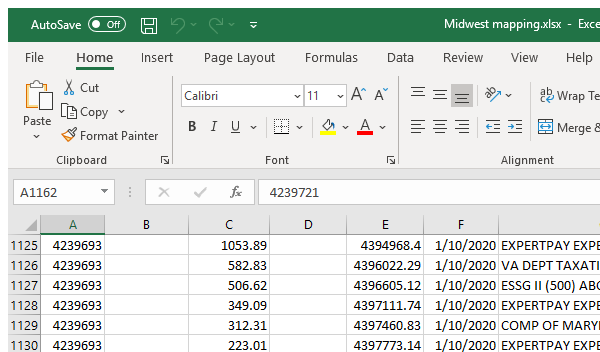 AutoSave Off Midwest mapping.xlsx - Exce
File Home Insert Page Layout Formulas Data Review View Help
Paste Cut Copy Format Painter
Calibri 11 A A
B I U A
ab Wrap Te
Merge &
Clipboard Font Alignment
A1162 fx 4239721
A B C D E F
1125 4239693 1053.89 4394968.4 1/10/2020 EXPERTPAY EXPE
1126 4239693 582.83 4396022.29 1/10/2020 VA DEPT TAXATI
1127 4239693 506.62 4396605.12 1/10/2020 ESSG II (500) ABC
1128 4239693 349.09 4397111.74 1/10/2020 EXPERTPAY EXPE
1129 4239693 312.31 4397460.83 1/10/2020 COMP OF MARY
1130 4239693 223.01 4397773.14 1/10/2020 EXPERTPAY EXPE